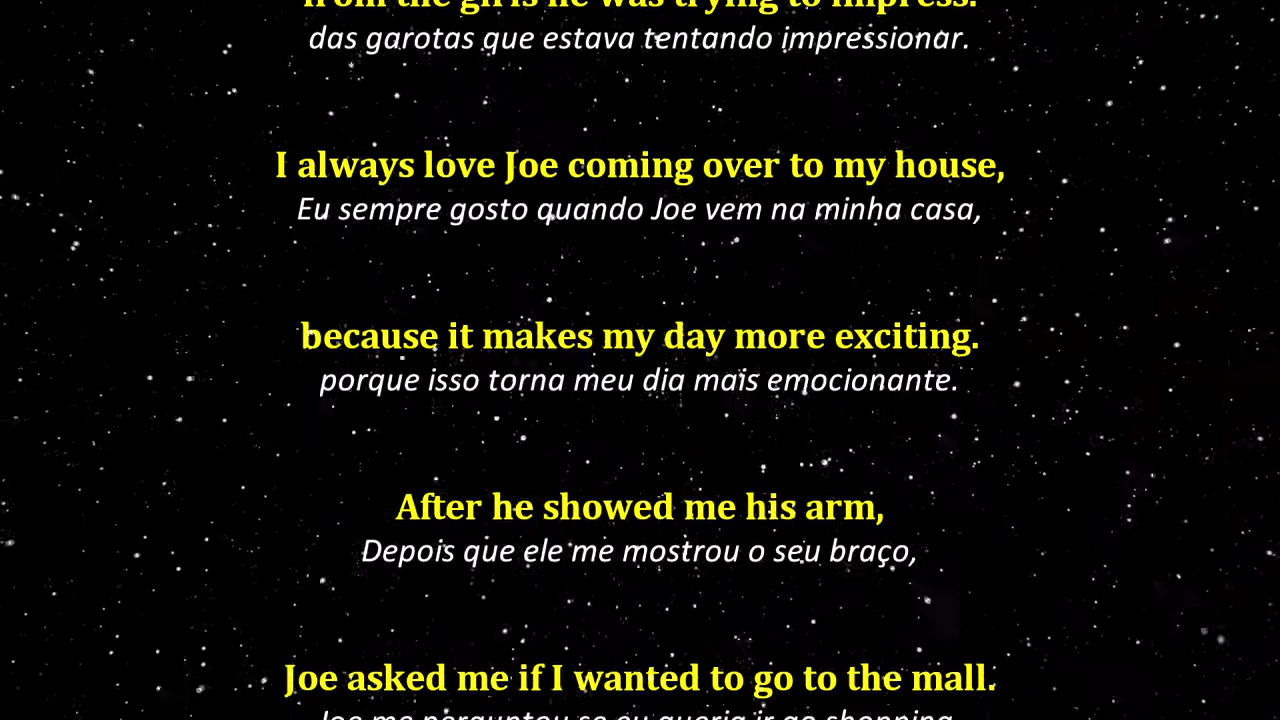 from the girls he was trying to impress.
das garotas que estava tentando impressionar.
I always love Joe coming over to my house,
Eu sempre gosto quando Joe vem na minha casa,
because it makes my day more exciting.
porque isso torna meu dia mais emocionante.
After he showed me his arm,
Depois que ele me mostrou o seu braço,
Joe asked me if I wanted to go to the mall.
Joe me perguntou se eu queria ir ao shopping